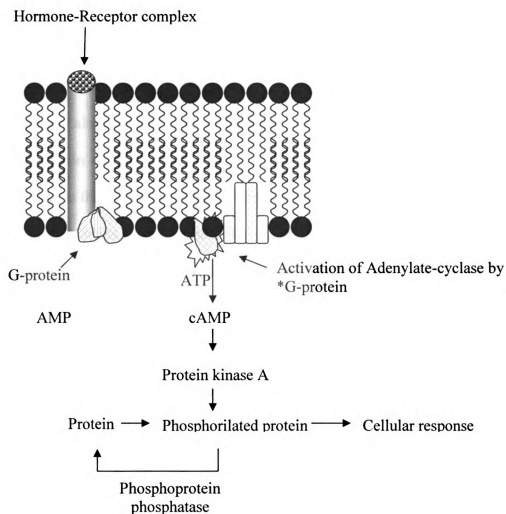 Hormone-Receptor complex
G-protein
ATP
Activation of Adenylate-cyclase by
*G-protein
AMP
cAMP
Protein kinase A
Protein
Phosphorilated protein
Cellular response
Phosphoprotein
phosphatase